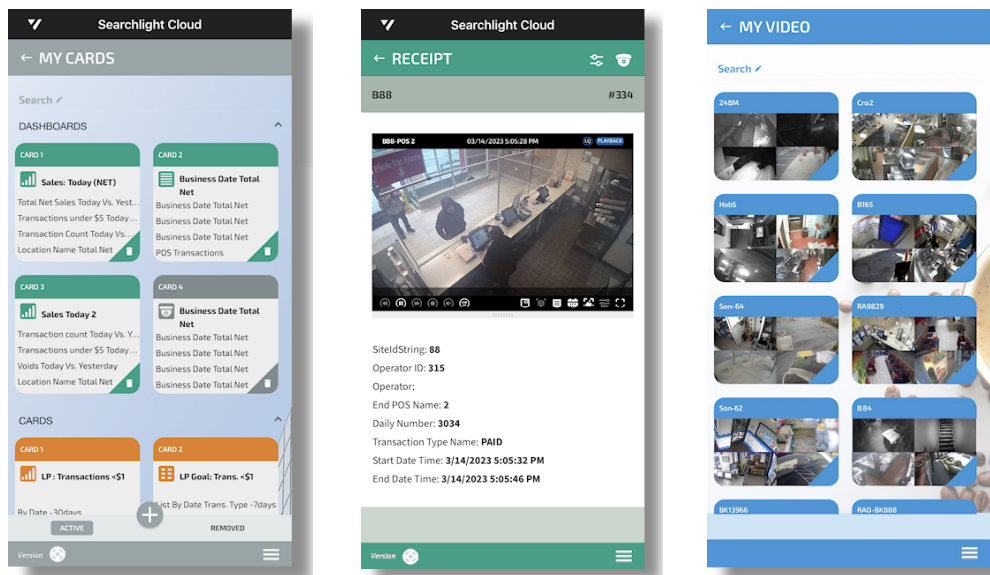 Searchlight Cloud
← MY CARDS
Search
DASHBOARDS
CARD 1
Sales: Today (NET)
Total Net Sales Today Vs. Yest...
Transactions under $5 Today ...
Transaction Count Today Vs. ...
Location Name Total Net
CARD 2
Business Date Total
Net
Business Date Total Net
Business Date Total Net
Business Date Total Net
POS Transactions
CARD 3
Sales Today 2
Transaction count Today Vs. Y...
Transactions under $5 Today...
Voids Today Vs. Yesterday
Location Name Total Net
CARD 4
Business Date Total
Net
Business Date Total Net
Business Date Total Net
Business Date Total Net
Business Date Total Net
CARDS
CARD 1
LP : Transactions <$1
By Date -30days
CARD 2
LP Goal: Trans. <$1
List By Date Trans. Type -7days
ACTIVE
REMOVED
Version
Searchlight Cloud
← RECEIPT
B88
#334
B88-POS 2
03/14/2023 5:05:28 PM
LQ
PLAYBACK
Pick Up Here
SiteIdString: 88
Operator ID: 315
Operator:
End POS Name: 2
Daily Number: 3034
Transaction Type Name: PAID
Start Date Time: 3/14/2023 5:05:32 PM
End Date Time: 3/14/2023 5:05:46 PM
Version
← MY VIDEO
Search
248M
Cro2
Hob5
B165
Son-64
RA9829
Son-62
B84
BK13966
RAO-BK888